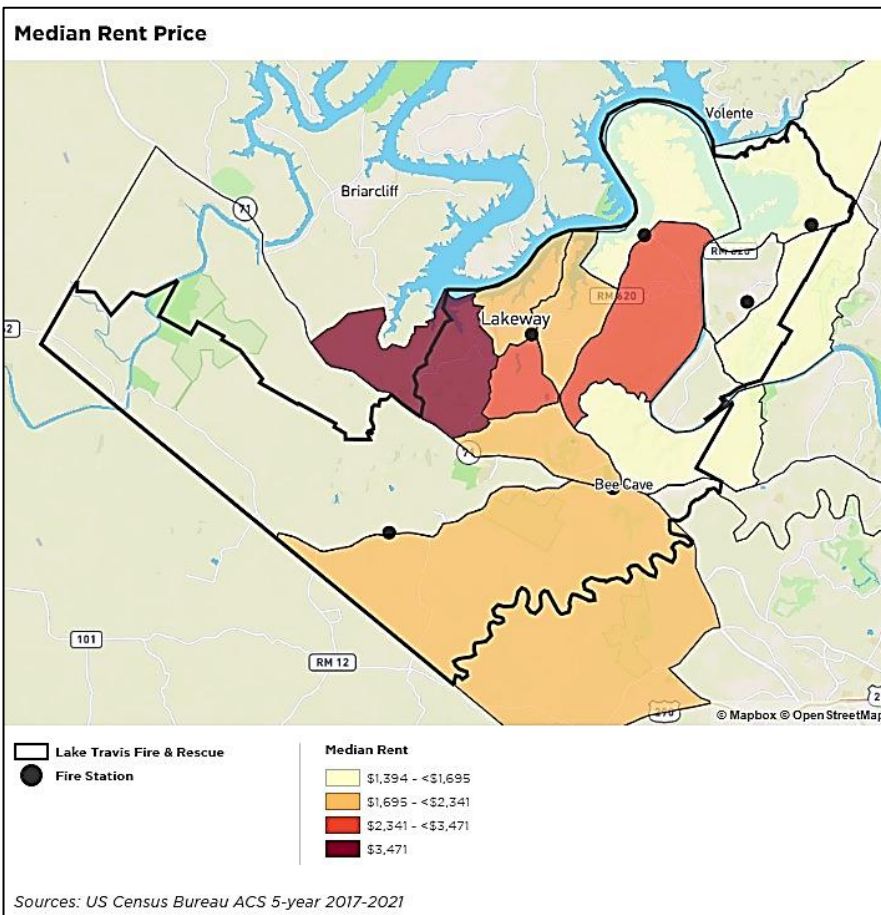 Median Rent Price
Volente
Briarcliff
71
RM 620
RM 620
Lakeway
71
Bee Cave
101
RM 12
290
© Mapbox © OpenStreetMap
Lake Travis Fire & Rescue
Fire Station
Median Rent
$1,394 - <$1,695
$1,695 - <$2,341
$2,341 - <$3,471
$3,471
Sources: US Census Bureau ACS 5-year 2017-2021